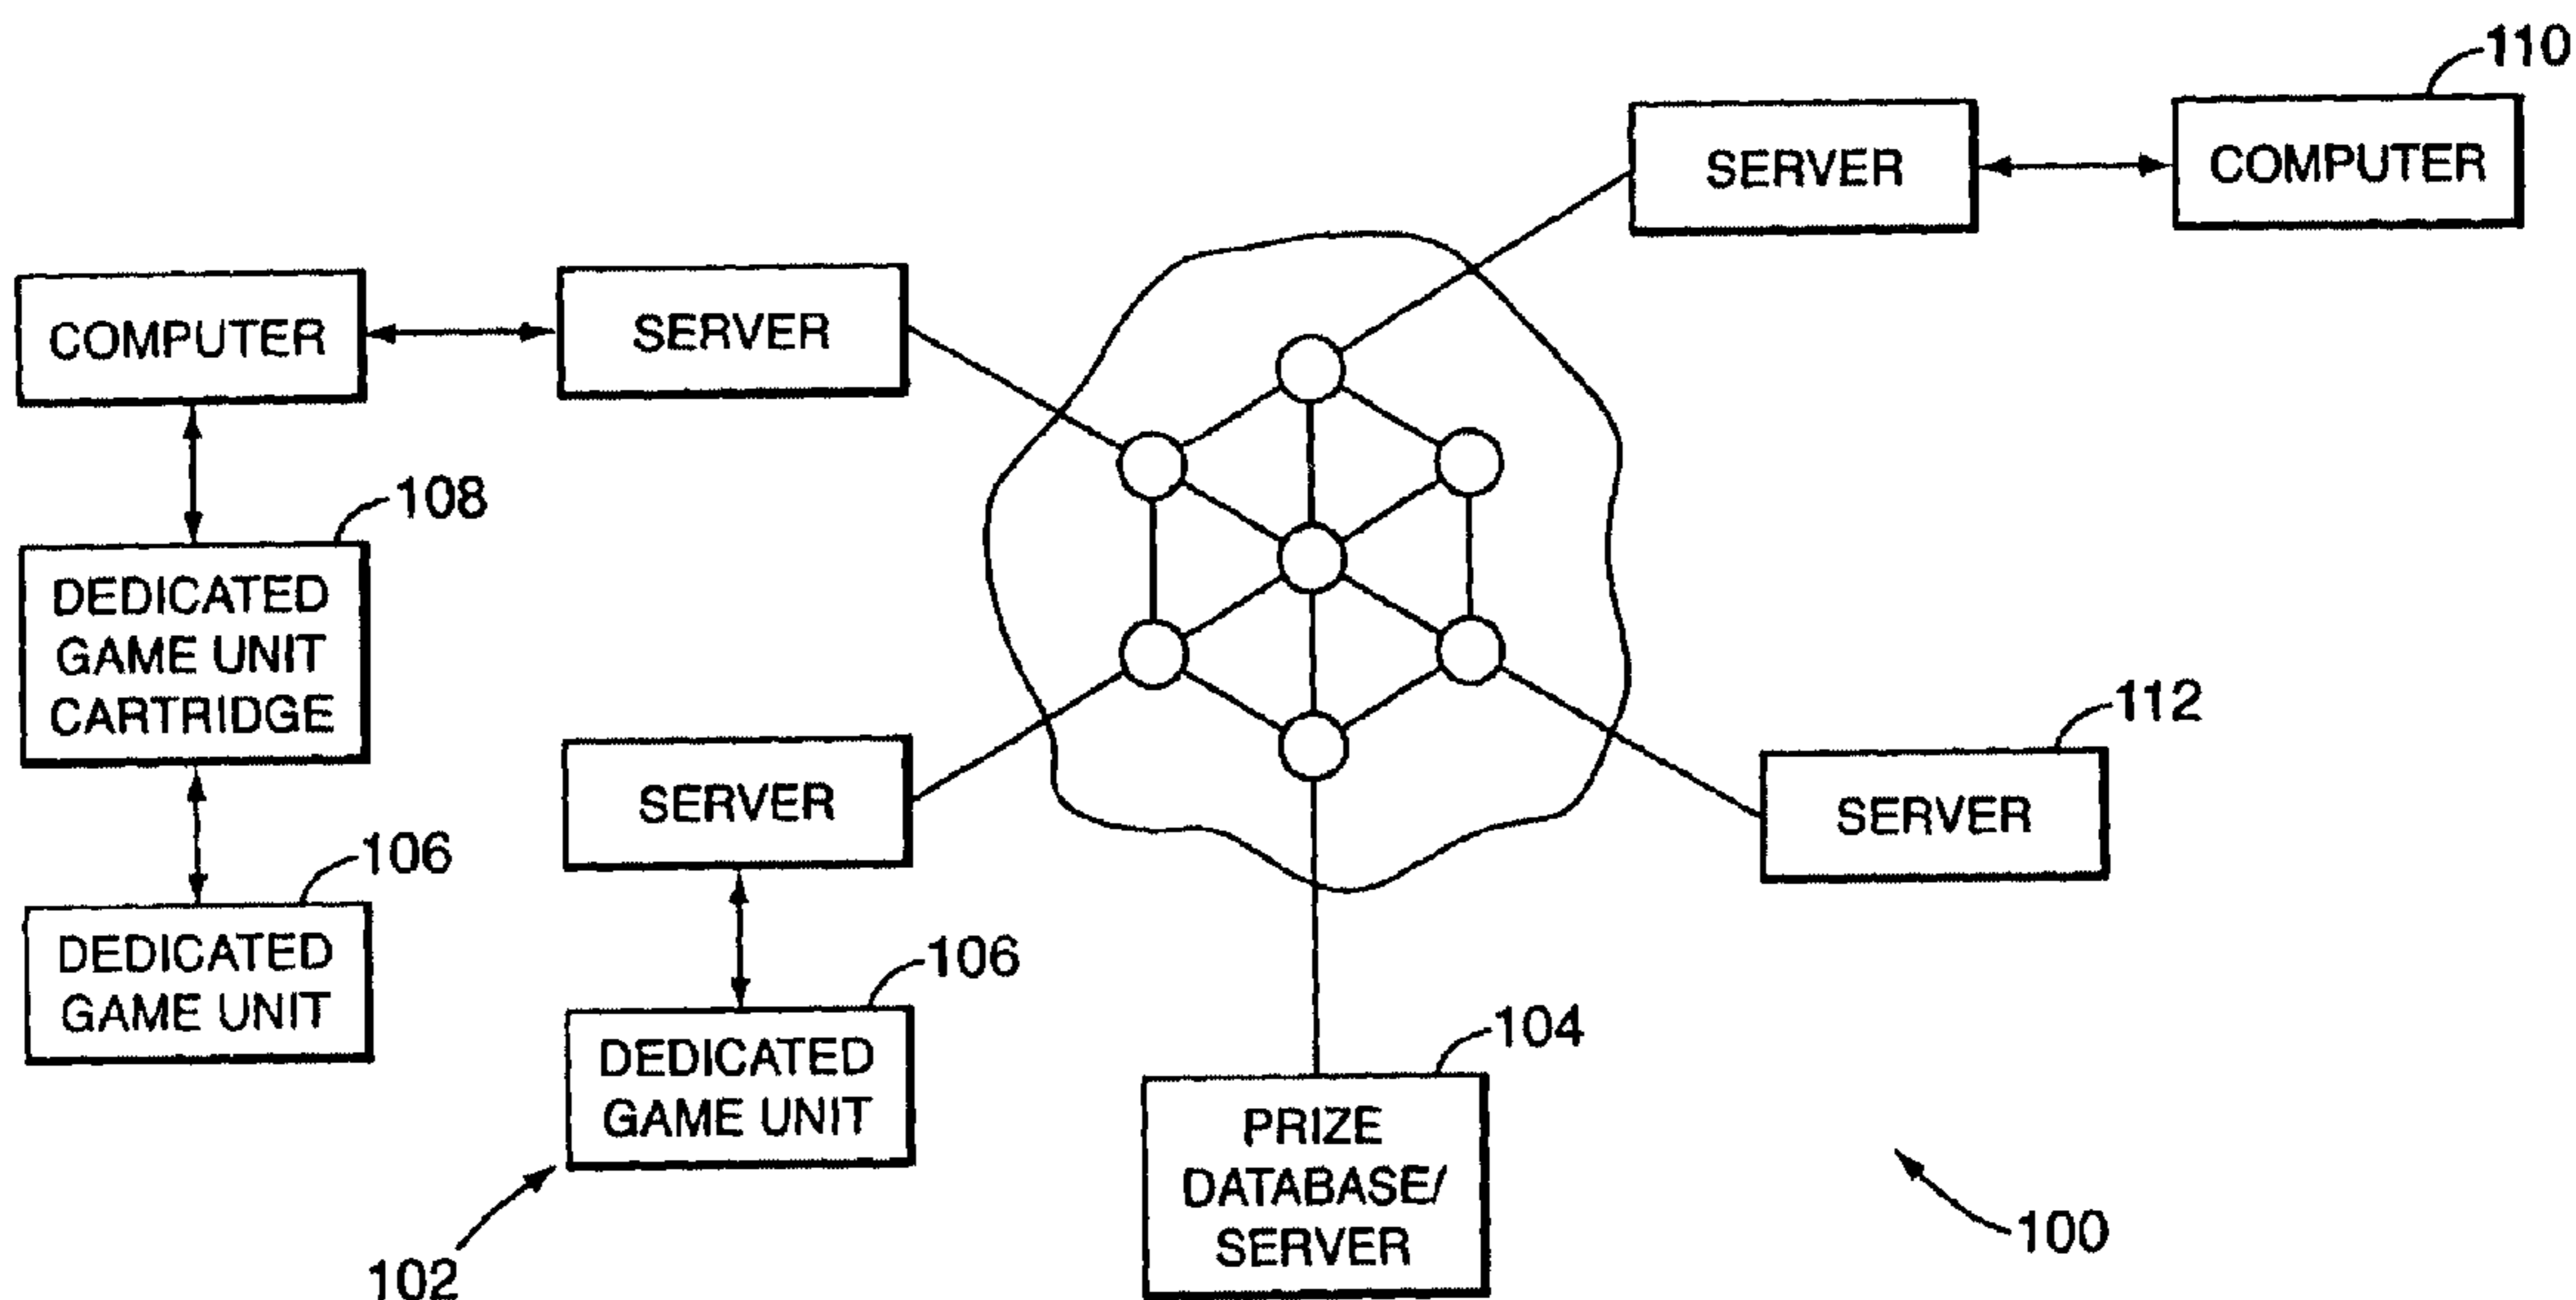 110
SERVER
COMPUTER
COMPUTER
SERVER
108
DEDICATED
GAME UNIT
CARTRIDGE
112
SERVER
SERVER
106
DEDICATED
GAME UNIT
106
DEDICATED
GAME UNIT
102
104
PRIZE
DATABASE/
SERVER
100